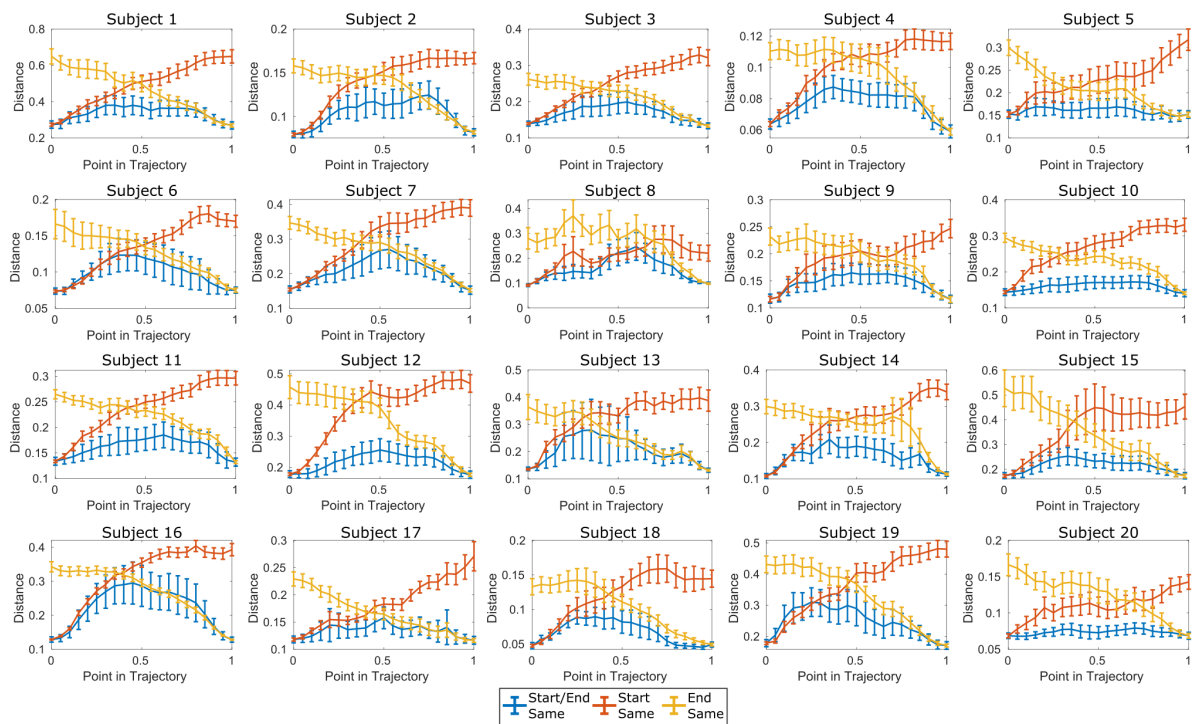 Subject 1 Subject 2 Subject 3 Subject 4 Subject 5
Distance Distance Distance Distance Distance
0.8 0.6 0.4 0.2
0.2 0.15 0.1
0.4 0.3 0.2 0.1
0.12 0.1 0.08 0.06
0.3 0.25 0.2 0.15 0.1
0 0.5 1 0 0.5 1 0 0.5 1 0 0.5 1 0 0.5 1
Point in Trajectory Point in Trajectory Point in Trajectory Point in Trajectory Point in Trajectory
Subject 6 Subject 7 Subject 8 Subject 9 Subject 10
Distance Distance Distance Distance Distance
0.2 0.15 0.1 0.05
0.4 0.3 0.2 0.1
0.4 0.3 0.2 0.1 0
0.3 0.25 0.2 0.15 0.1
0.4 0.3 0.2 0.1
0 0.5 1 0 0.5 1 0 0.5 1 0 0.5 1 0 0.5 1
Point in Trajectory Point in Trajectory Point in Trajectory Point in Trajectory Point in Trajectory
Subject 11 Subject 12 Subject 13 Subject 14 Subject 15
Distance Distance Distance Distance Distance
0.3 0.25 0.2 0.15 0.1
0.5 0.4 0.3 0.2
0.5 0.4 0.3 0.2 0.1
0.4 0.3 0.2 0.1
0.6 0.5 0.4 0.3 0.2
0 0.5 1 0 0.5 1 0 0.5 1 0 0.5 1 0 0.5 1
Point in Trajectory Point in Trajectory Point in Trajectory Point in Trajectory Point in Trajectory
Subject 16 Subject 17 Subject 18 Subject 19 Subject 20
Distance Distance Distance Distance Distance
0.4 0.3 0.2 0.1
0.3 0.25 0.2 0.15 0.1
0.2 0.15 0.1 0.05
0.5 0.4 0.3 0.2
0.2 0.15 0.1 0.05
0 0.5 1 0 0.5 1 0 0.5 1 0 0.5 1 0 0.5 1
Point in Trajectory Point in Trajectory Point in Trajectory Point in Trajectory Point in Trajectory
Start/End Start End
Same Same Same